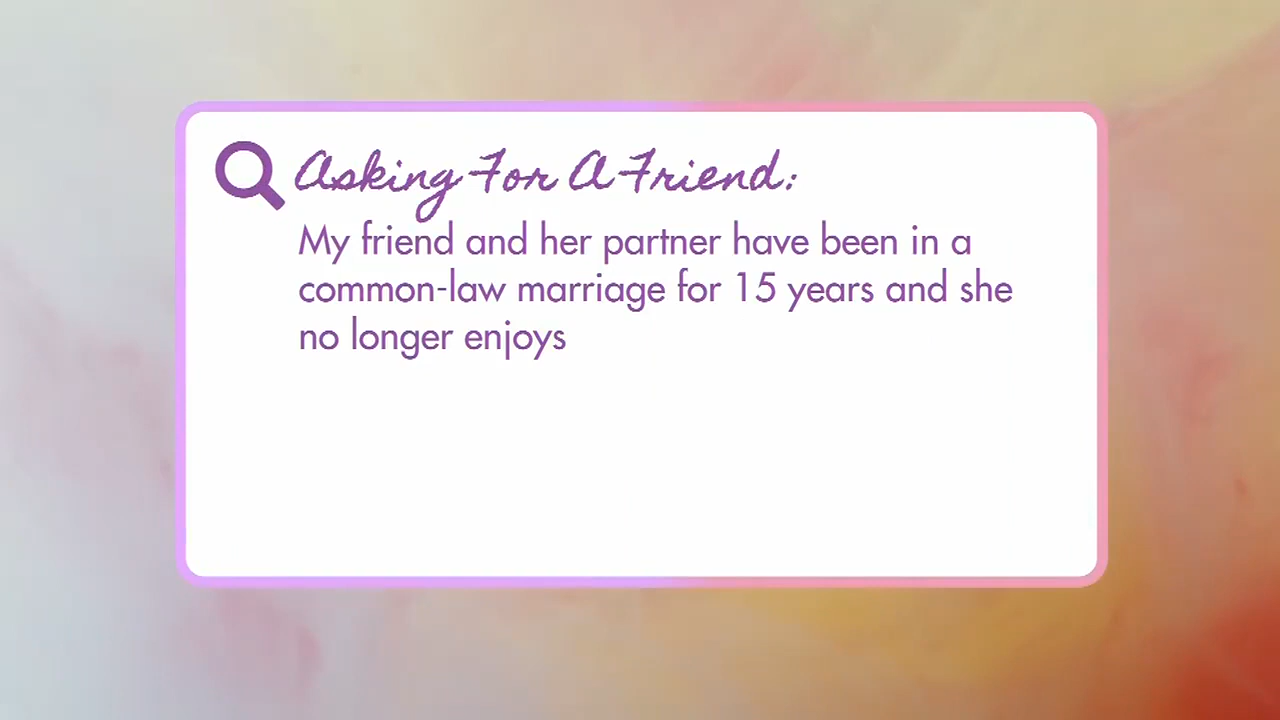 Asking For A Friend:
My friend and her partner have been in a
common-law marriage for 15 years and she
no longer enjoys